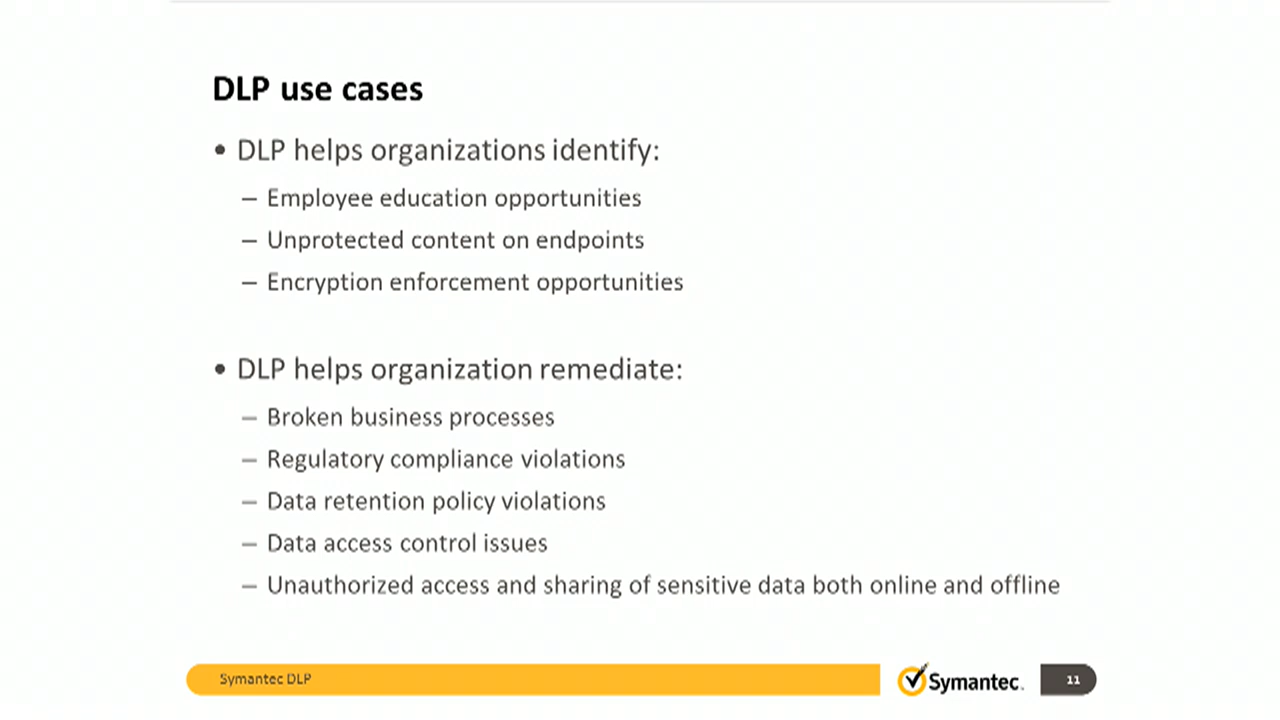 DLP use cases
• DLP helps organizations identify:
– Employee education opportunities
– Unprotected content on endpoints
– Encryption enforcement opportunities
• DLP helps organization remediate:
– Broken business processes
– Regulatory compliance violations
– Data retention policy violations
– Data access control issues
– Unauthorized access and sharing of sensitive data both online and offline
Symantec DLP
Symantec.
11